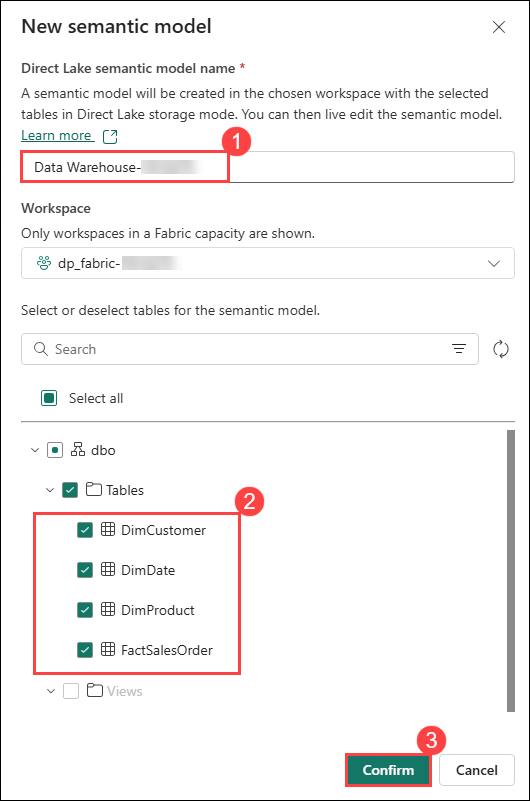 New semantic model
Direct Lake semantic model name *
A semantic model will be created in the chosen workspace with the selected
tables in Direct Lake storage mode. You can then live edit the semantic model.
Learn more
1
Data Warehouse-
Workspace
Only workspaces in a Fabric capacity are shown.
dp_fabric-
Select or deselect tables for the semantic model.
Search
Select all
dbo
Tables
2
DimCustomer
DimDate
DimProduct
FactSalesOrder
Views
3
Confirm
Cancel